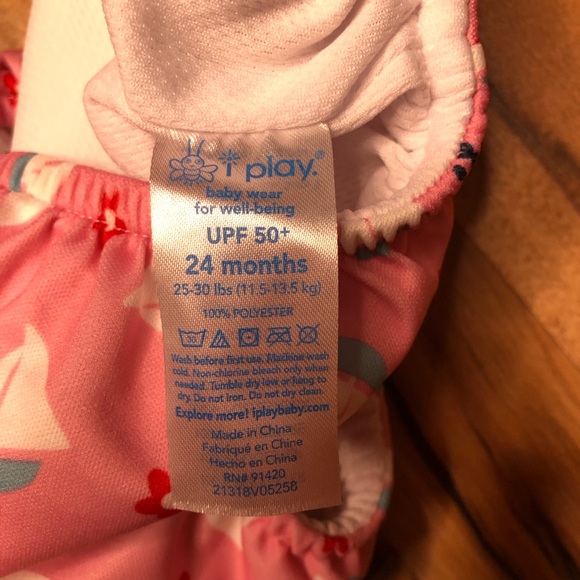 i play.®
baby wear
for well-being
UPF 50+
24 months
25-30 lbs (11.5-13.5 kg)
100% POLYESTER
30
Wash before first use. Machine wash
cold. Non-chlorine bleach only when
needed. Tumble dry low or hang to
dry. Do not iron. Do not dry clean.
Explore more! iplaybaby.com
Made in China
Fabriqué en Chine
Hecho en China
RN# 91420
21318V05258